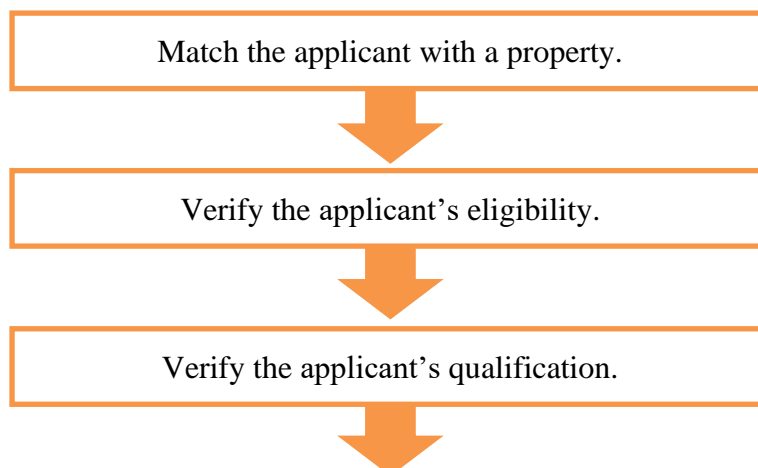 Match the applicant with a property.
Verify the applicant’s eligibility.
Verify the applicant’s qualification.